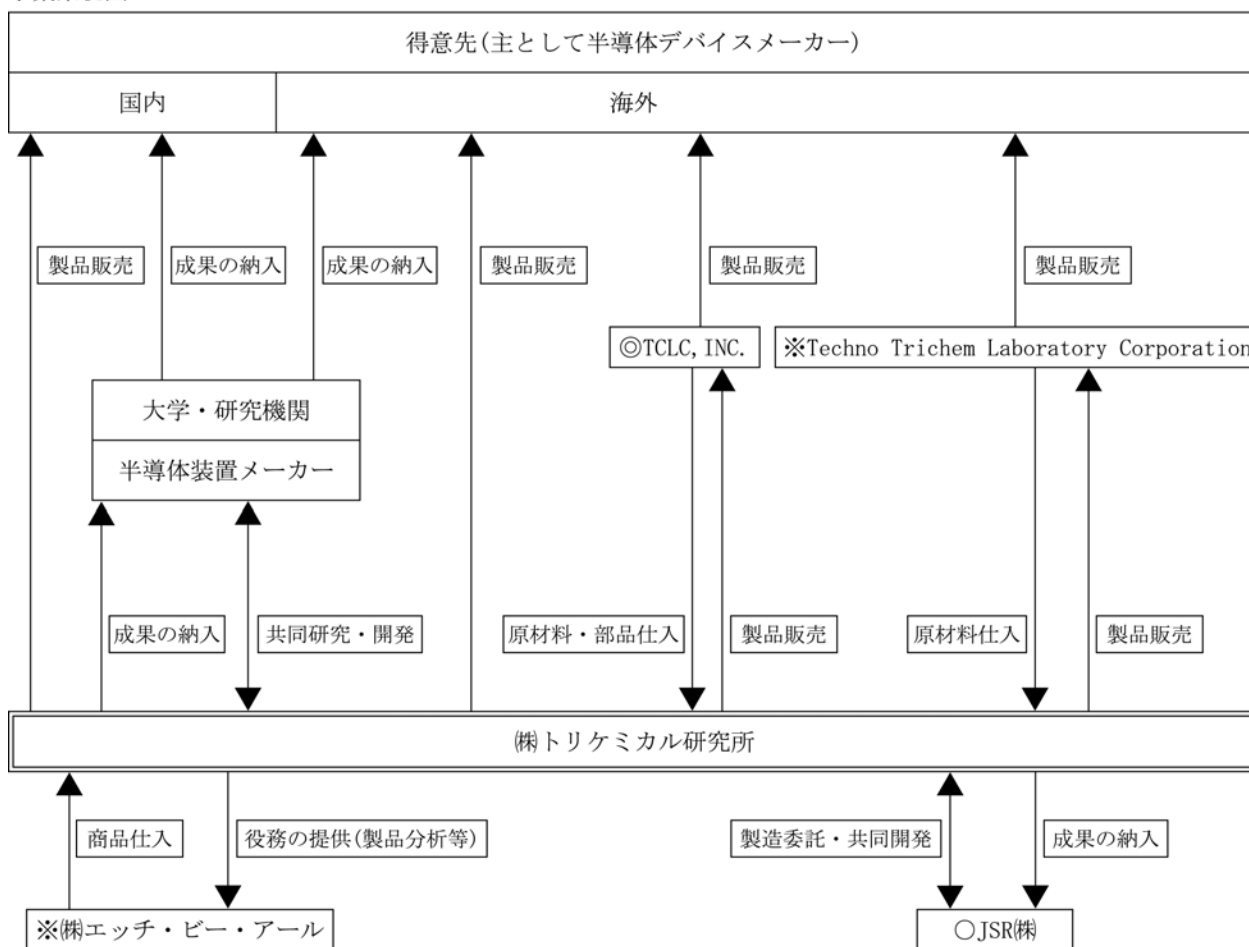 得意先(主として半導体デバイスメーカー)
国内
海外
製品販売
成果の納入
成果の納入
製品販売
製品販売
製品販売
◎TCLC, INC.
※Techno Trichem Laboratory Corporation
大学・研究機関
半導体装置メーカー
成果の納入
共同研究・開発
原材料・部品仕入
製品販売
原材料仕入
製品販売
㈱トリケミカル研究所
商品仕入
役務の提供(製品分析等)
製造委託・共同開発
成果の納入
※㈱エッチ・ビー・アール
○JSR㈱